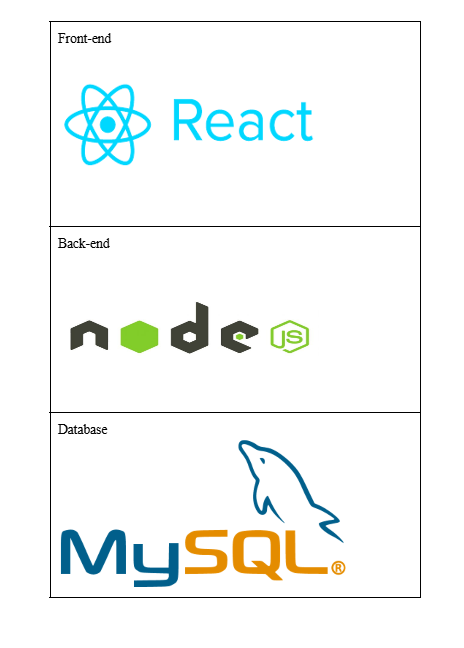 Front-end
React
Back-end
node JS
Database
MySQL®